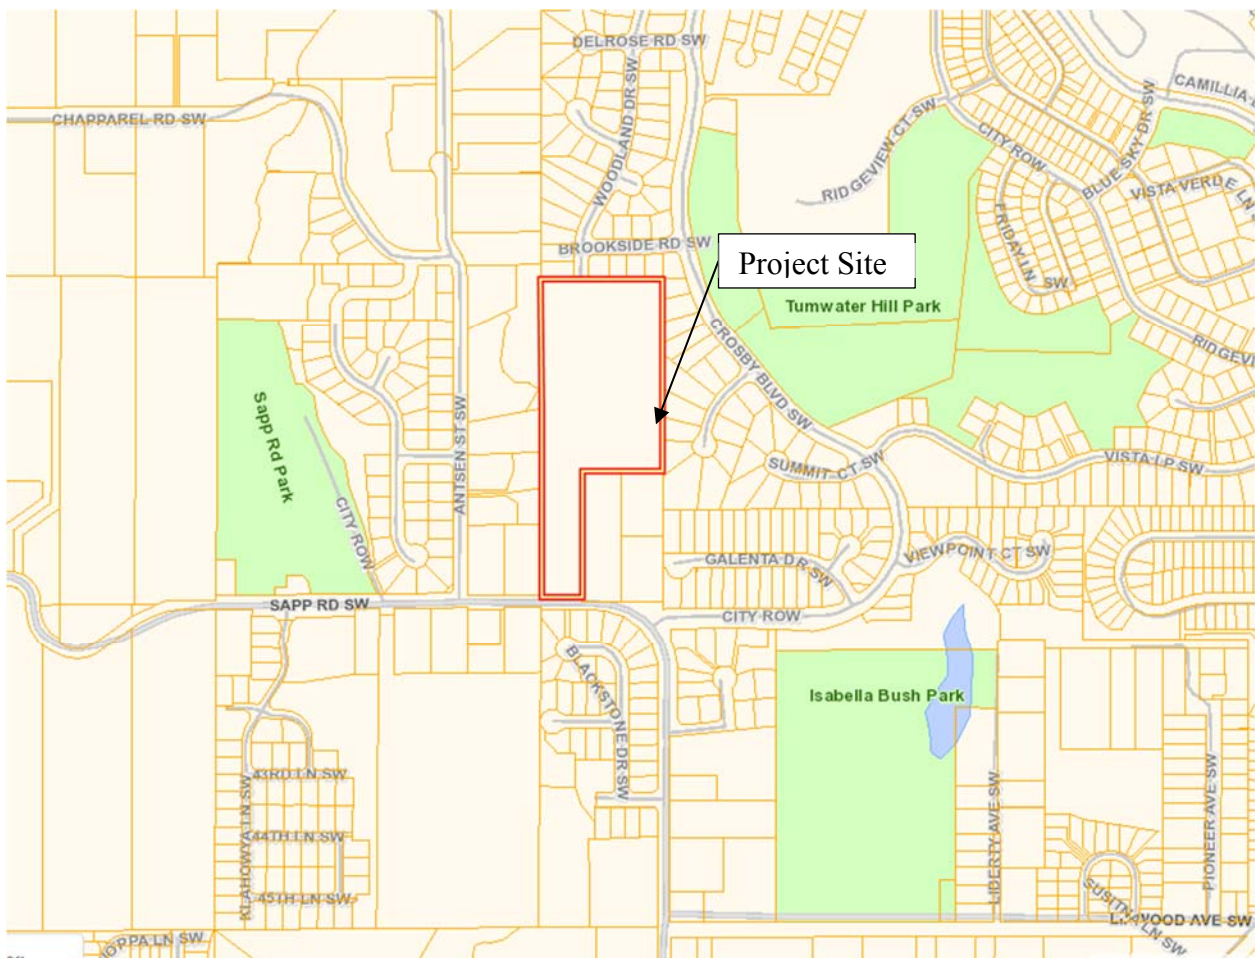 DELROSE RD SW
CAMILLIA
CHAPPAREL RD SW
WOODLAND DR SW
RIDGEVIEW CT SW
CITY ROW
BLUE SKY DR SW
VISTA VERDE LN
FRIDAY LN SW
BROOKSIDE RD SW
Project Site
Tumwater Hill Park
RIDGEVI
CROSBY BLVD SW
Sapp Rd Park
ANTSEN ST SW
SUMMIT CT SW
VISTA LP SW
CITY ROW
GALENTA DR SW
VIEWPOINT CT SW
SAPP RD SW
CITY ROW
BLACKSTONE DR SW
Isabella Bush Park
43RD LN SW
KLAHOWYA LN SW
44TH LN SW
45TH LN SW
LIBERTY AVE SW
PIONEER AVE SW
SUSITNA LN SW
OPPA LN SW